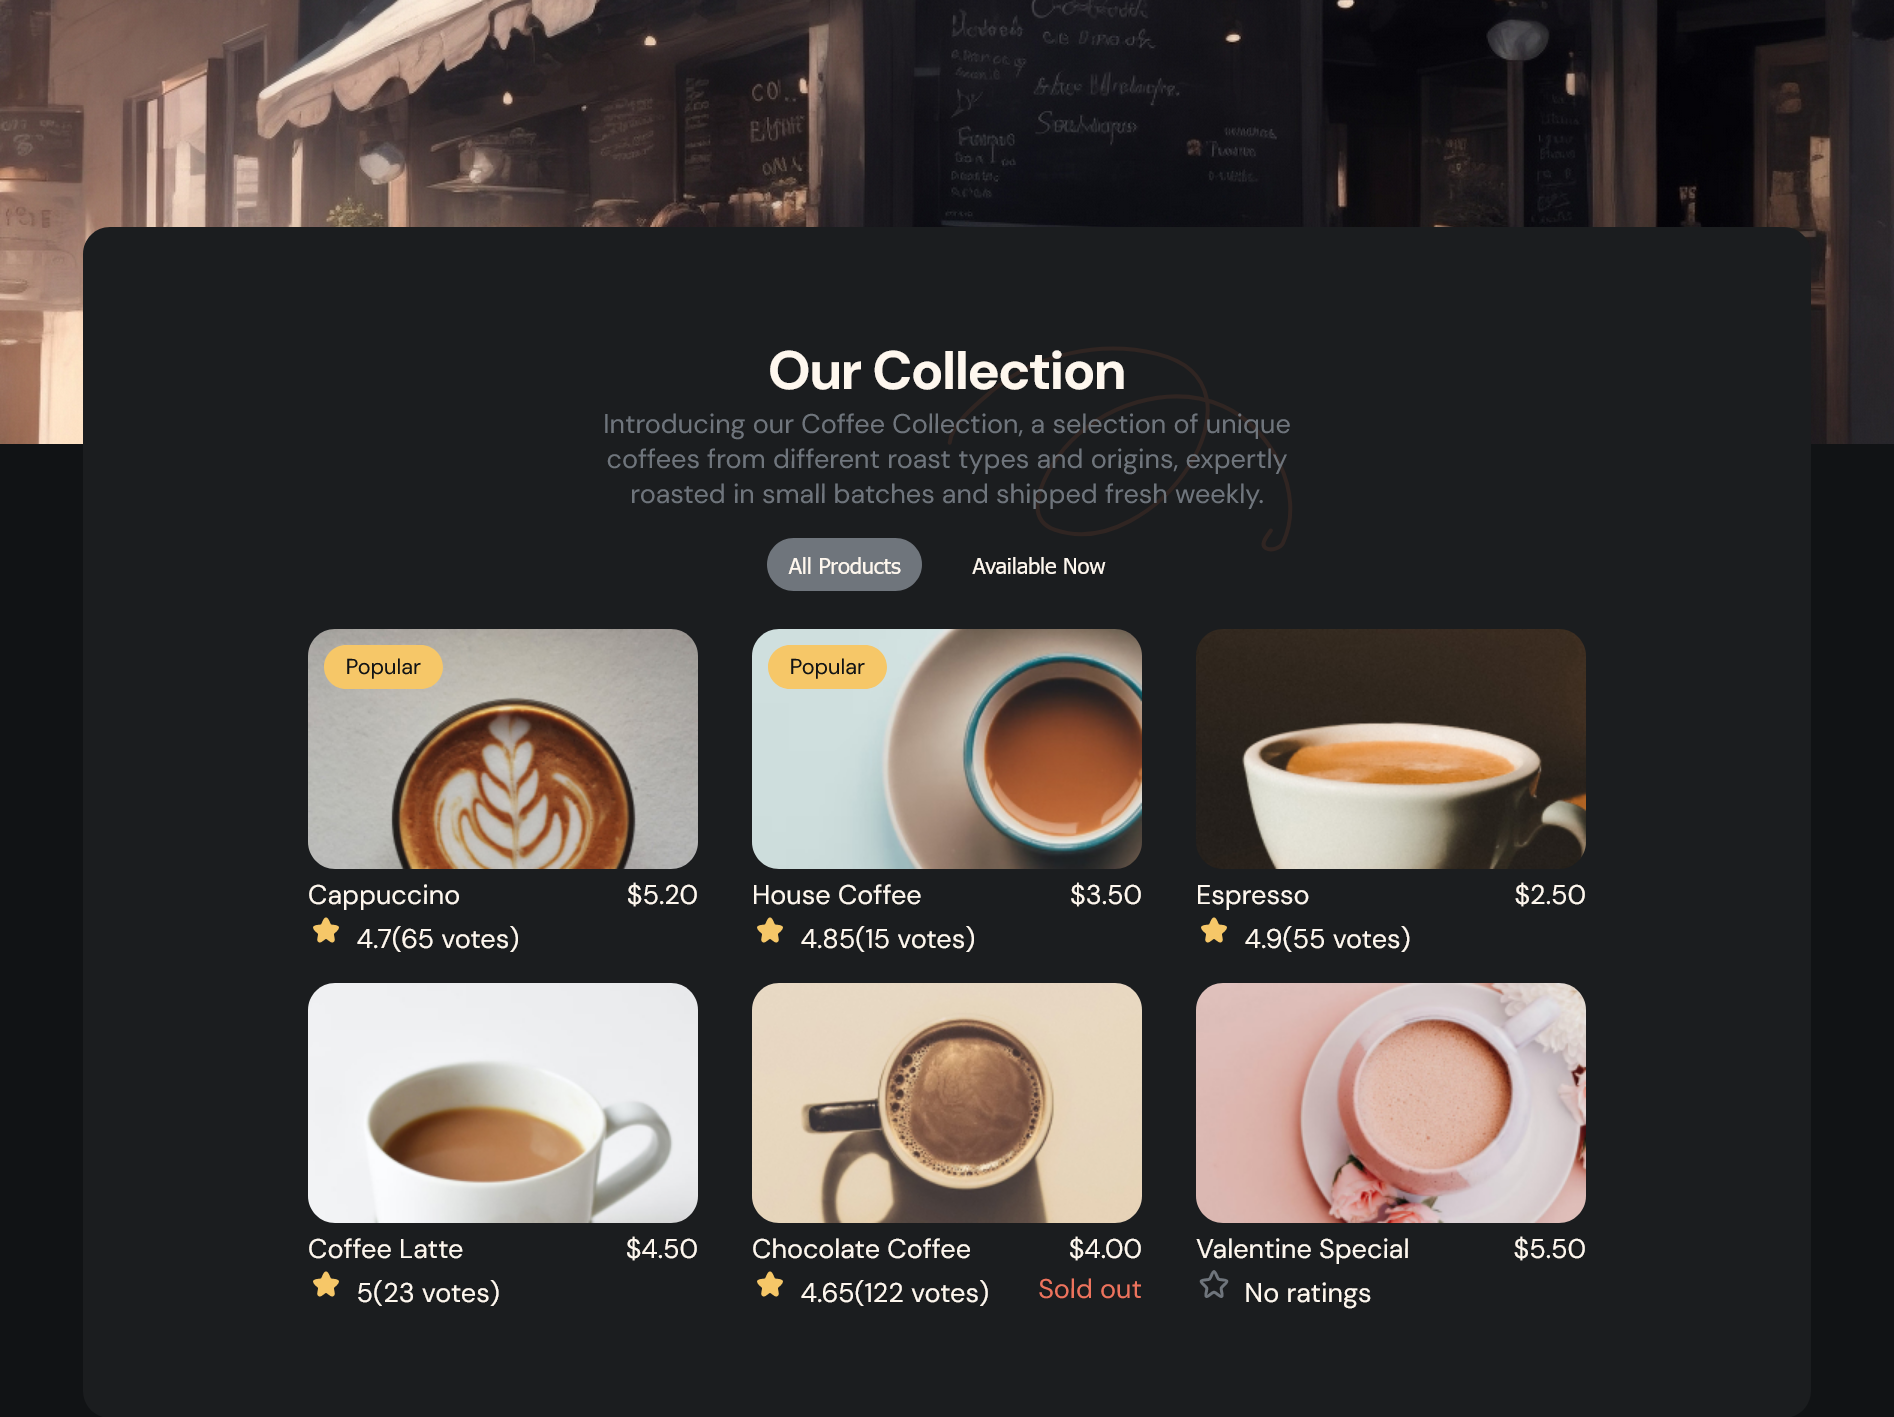 Our Collection
Introducing our Coffee Collection, a selection of unique
coffees from different roast types and origins, expertly
roasted in small batches and shipped fresh weekly.
All Products
Available Now
Popular
Popular
Cappuccino $5.20
4.7(65 votes)
House Coffee $3.50
4.85(15 votes)
Espresso $2.50
4.9(55 votes)
Coffee Latte $4.50
5(23 votes)
Chocolate Coffee $4.00
4.65(122 votes) Sold out
Valentine Special $5.50
No ratings